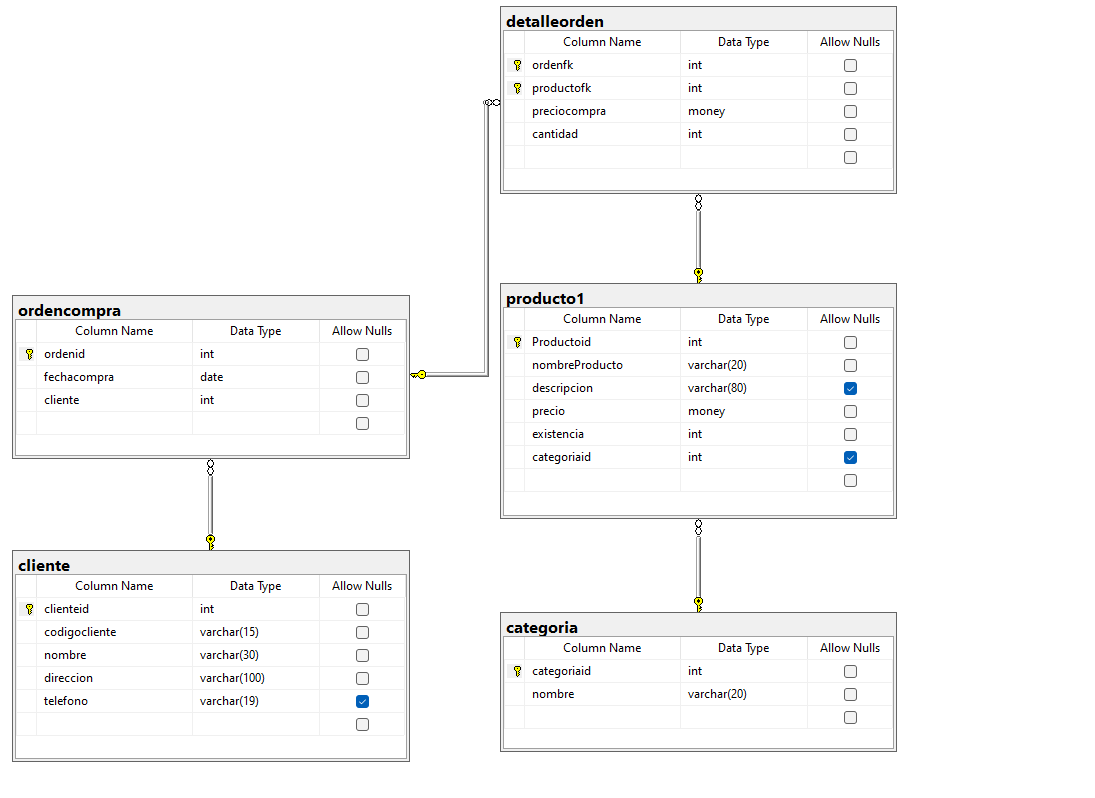 detalleorden
Column Name Data Type Allow Nulls
ordenfk int
productofk int
preciocompra money
cantidad int
ordencompra
Column Name Data Type Allow Nulls
ordenid int
fechacompra date
cliente int
producto1
Column Name Data Type Allow Nulls
Productoid int
nombreProducto varchar(20)
descripcion varchar(80)
precio money
existencia int
categoriaid int
cliente
Column Name Data Type Allow Nulls
clienteid int
codigocliente varchar(15)
nombre varchar(30)
direccion varchar(100)
telefono varchar(19)
categoria
Column Name Data Type Allow Nulls
categoriaid int
nombre varchar(20)